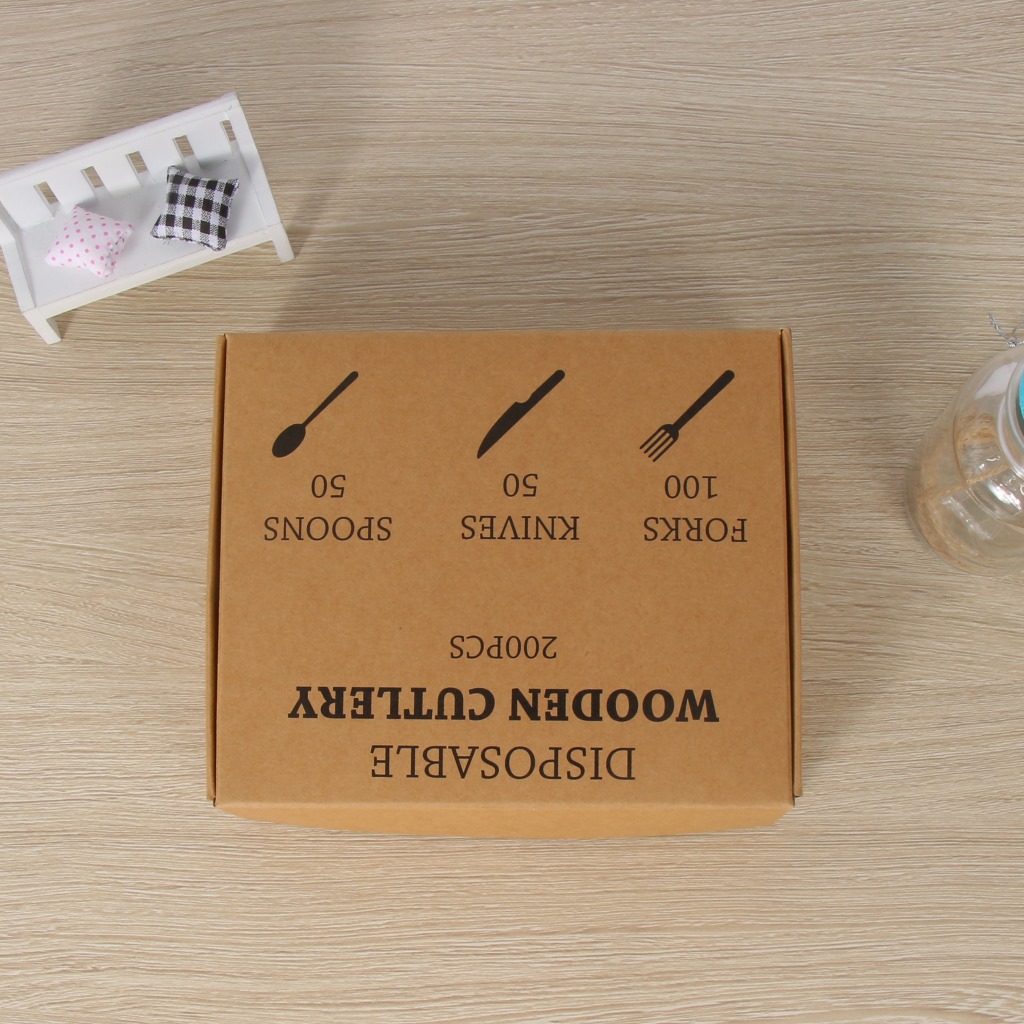 DISPOSABLE
WOODEN CUTLERY
200PCS
FORKS KNIVES SPOONS
100 50 50